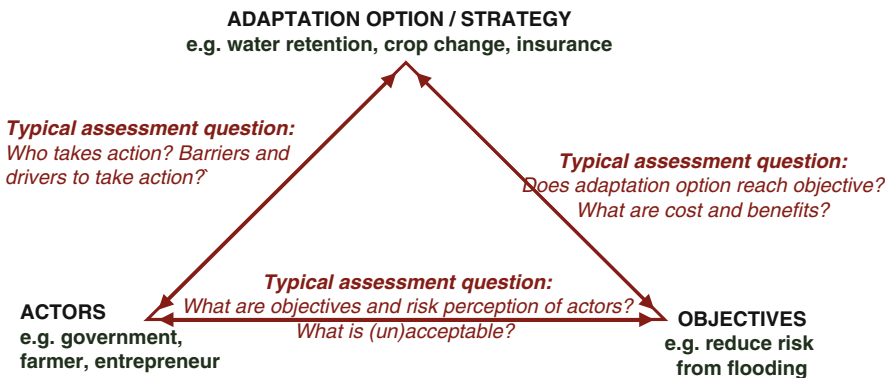 ADAPTATION OPTION / STRATEGY
e.g. water retention, crop change, insurance
Typical assessment question:
Who takes action? Barriers and
drivers to take action?`
Typical assessment question:
Does adaptation option reach objective?
What are cost and benefits?
Typical assessment question:
What are objectives and risk perception of actors?
What is (un)acceptable?
ACTORS
e.g. government,
farmer, entrepreneur
OBJECTIVES
e.g. reduce risk
from flooding